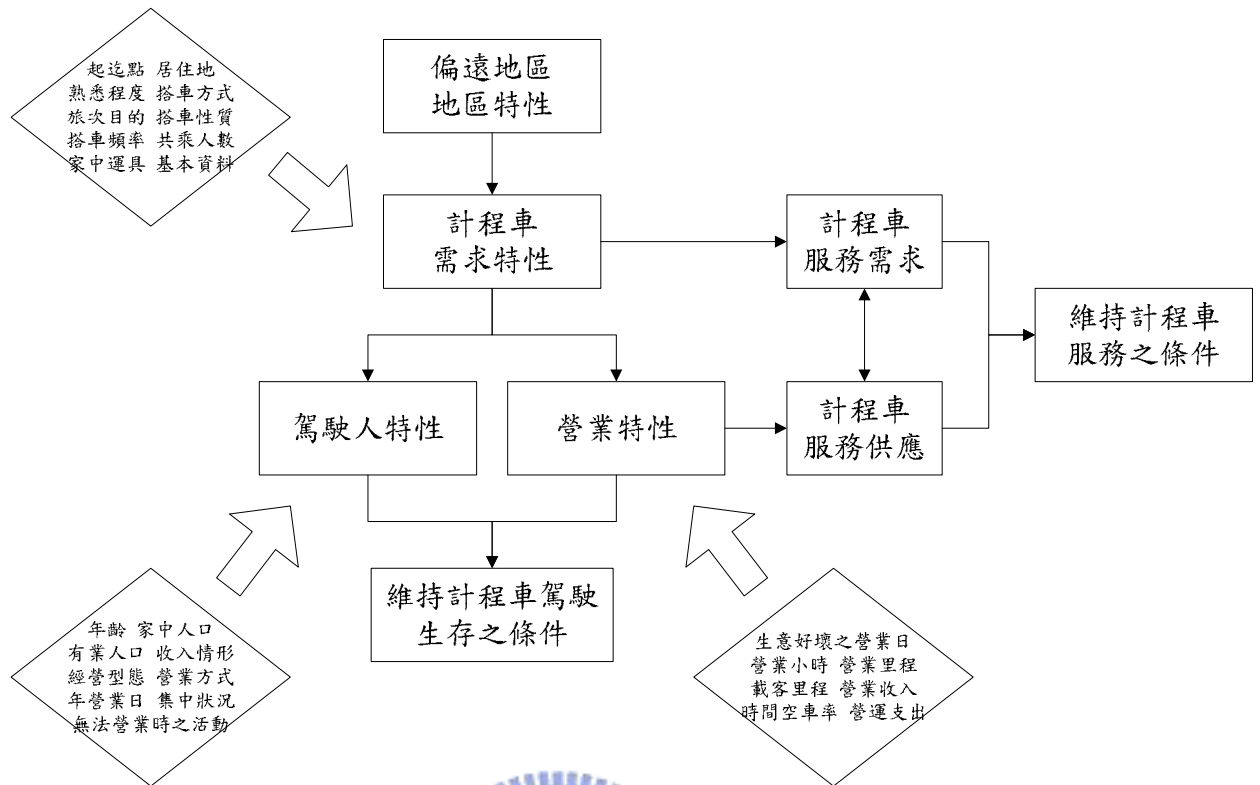 偏遠地區
地區特性
起迄點 居住地
熟悉程度 搭車方式
旅次目的 搭車性質
搭車頻率 共乘人數
家中運具 基本資料
計程車
需求特性
計程車
服務需求
維持計程車
服務之條件
駕駛人特性
營業特性
計程車
服務供應
維持計程車駕駛
生存之條件
年齡 家中人口
有業人口 收入情形
經營型態 營業方式
年營業日 集中狀況
無法營業時之活動
生意好壞之營業日
營業小時 營業里程
載客里程 營業收入
時間空車率 營運支出